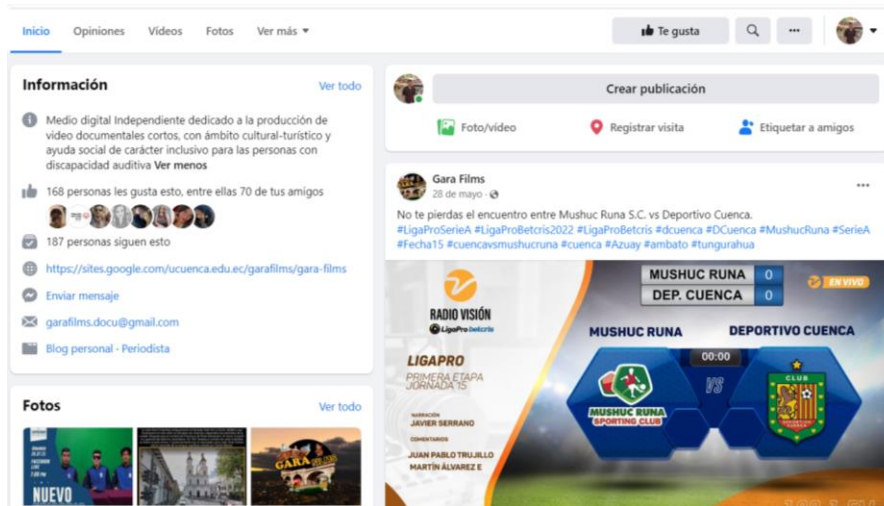 Inicio
Opiniones
Vídeos
Fotos
Ver más
Te gusta
Información
Ver todo
Medio digital Independiente dedicado a la producción de
video documentales cortos, con ámbito cultural-turístico y
ayuda social de carácter inclusivo para las personas con
discapacidad auditiva Ver menos
168 personas les gusta esto, entre ellas 70 de tus amigos
187 personas siguen esto
https://sites.google.com/ucuenca.edu.ec/garafilms/gara-films
Enviar mensaje
garafilms.docu@gmail.com
Blog personal · Periodista
Fotos
Ver todo
NUEVO
GARA FILMS
Crear publicación
Foto/video
Registrar visita
Etiquetar a amigos
Gara Films
28 de mayo ·
No te pierdas el encuentro entre Mushuc Runa S.C. vs Deportivo Cuenca.
#LigaProSerieA #LigaProBetcris2022 #LigaProBetcris #dcuenca #DCuenca #MushucRuna #SerieA
#Fecha15 #cuencavsmushucruna #cuenca #Azuay #ambato #tungurahua
RADIO VISIÓN
LigaPro betcris
LIGAPRO
PRIMERA ETAPA
JORNADA 15
NARRACIÓN
JAVIER SERRANO
COMENTARIOS
JUAN PABLO TRUJILLO
MARTÍN ÁLVAREZ E
MUSHUC RUNA 0
DEP. CUENCA 0
EN VIVO
MUSHUC RUNA
DEPORTIVO CUENCA
00:00
VS
MUSHUC RUNA
SPORTING CLUB
CLUB
DEPORTIVO
CUENCA